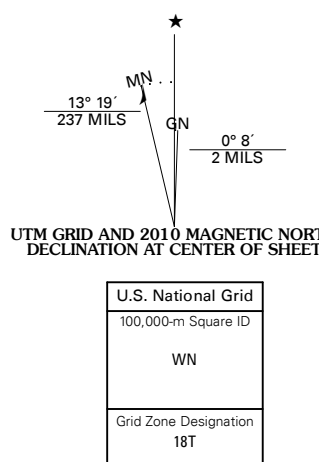 ★
MN
GN
13° 19´
237 MILS
0° 8´
2 MILS
UTM GRID AND 2010 MAGNETIC NORT
DECLINATION AT CENTER OF SHEET
U.S. National Grid
100,000-m Square ID
WN
Grid Zone Designation
18T